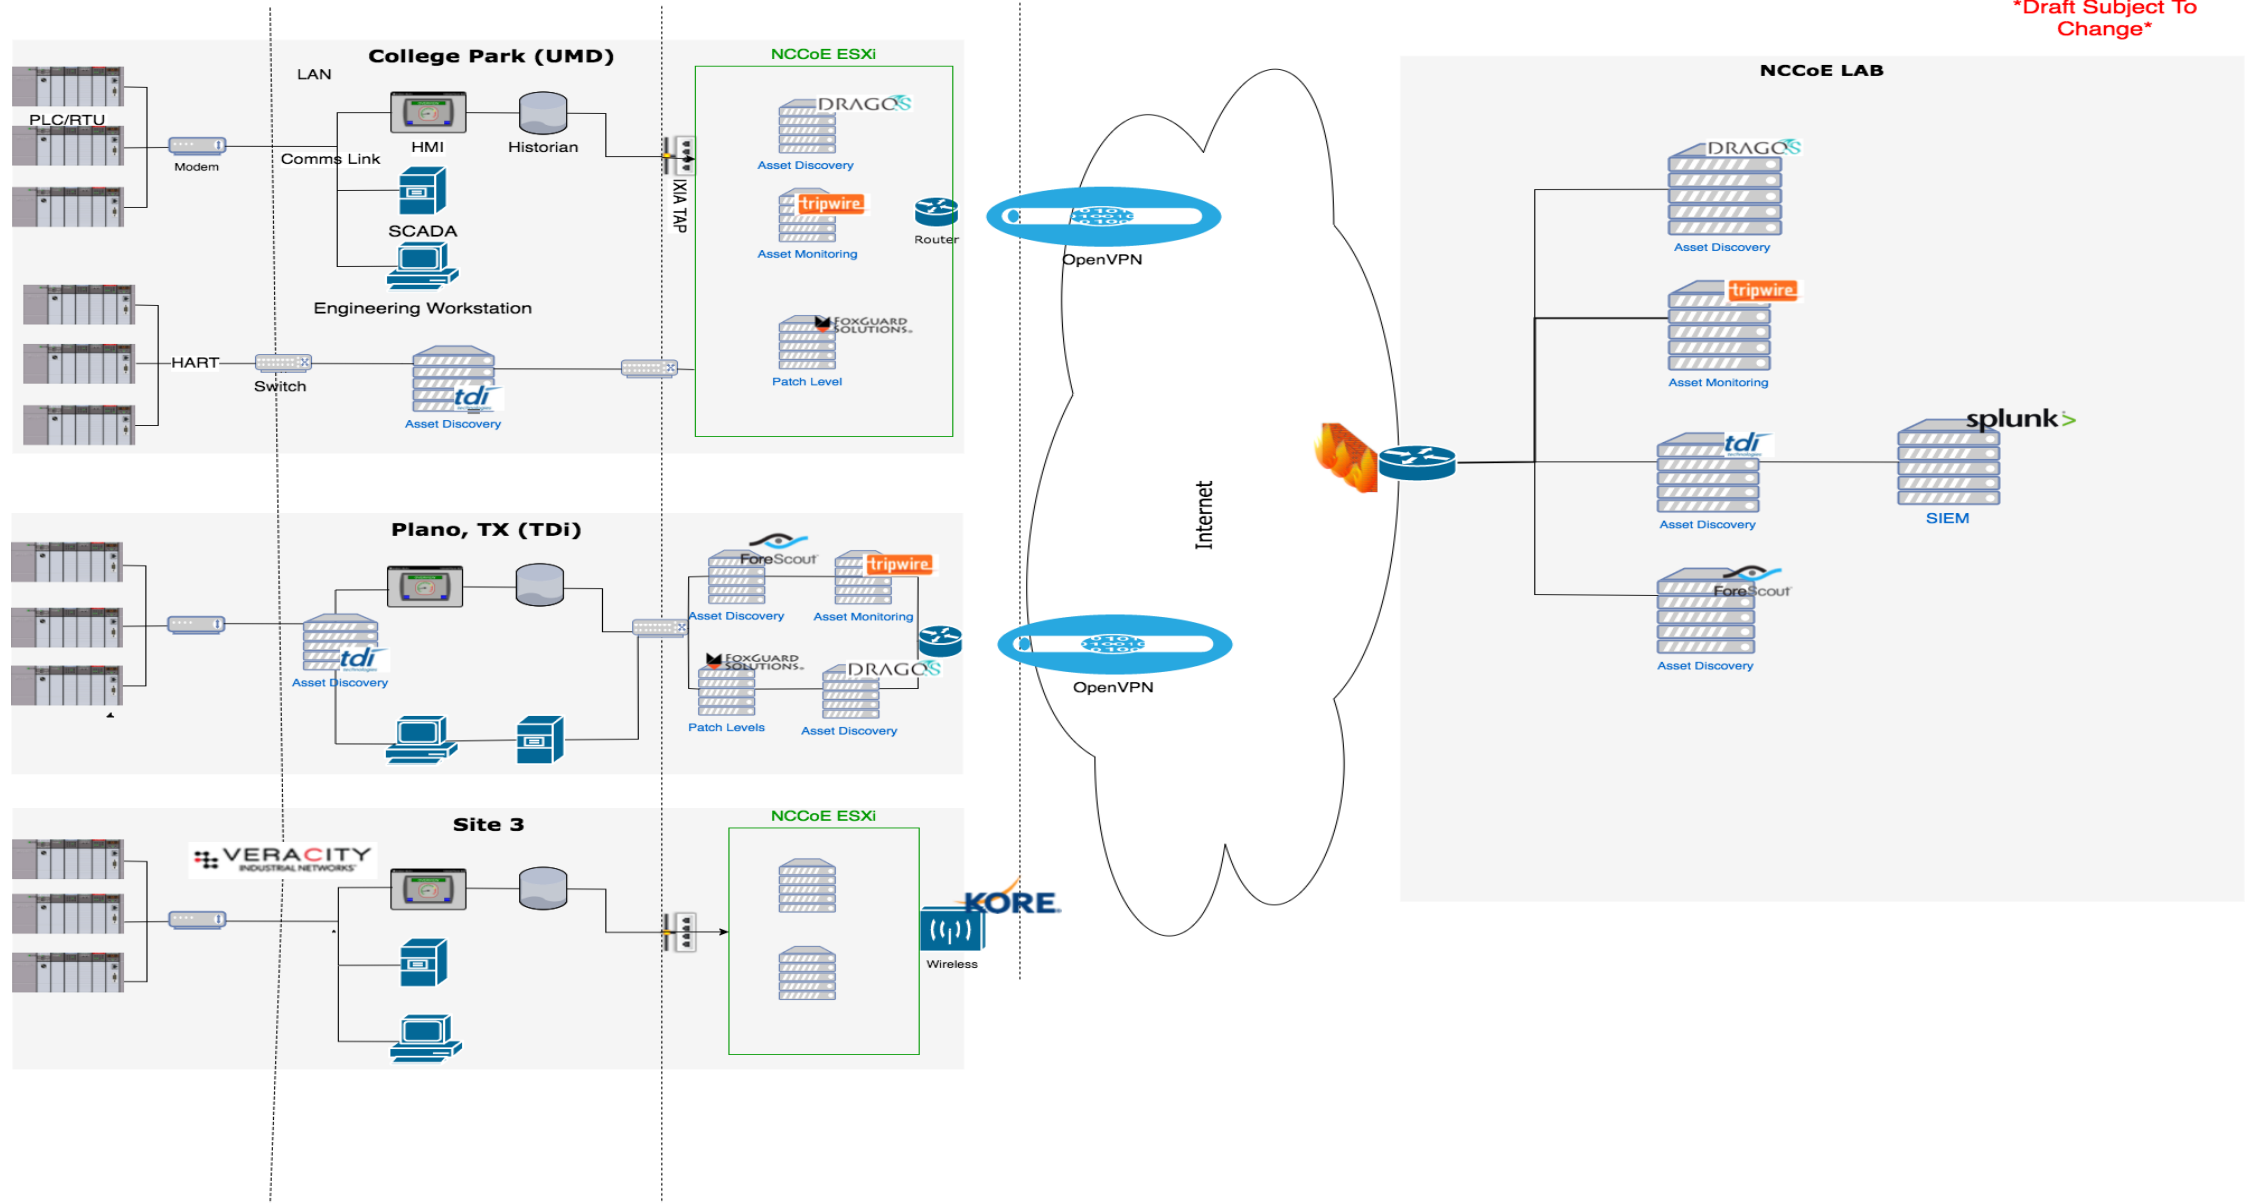 *Draft Subject To
Change*
College Park (UMD)
NCCoE ESXi
LAN
PLC/RTU
Modem
Comms Link
HMI
Historian
SCADA
Engineering Workstation
HART
Switch
tdi
technologies
Asset Discovery
IXIA TAP
DRAGOS
Asset Discovery
tripwire
Asset Monitoring
FOXGUARD
SOLUTIONS
Patch Level
Router
OpenVPN
Internet
NCCoE LAB
DRAGOS
Asset Discovery
tripwire
Asset Monitoring
tdi
technologies
Asset Discovery
splunk>
SIEM
ForeScout
Asset Discovery
Plano, TX (TDi)
tdi
technologies
Asset Discovery
ForeScout
Asset Discovery
tripwire
Asset Monitoring
FOXGUARD
SOLUTIONS
Patch Levels
DRAGOS
Asset Discovery
OpenVPN
Site 3
VERACITY
INDUSTRIAL NETWORKS
NCCoE ESXi
KORE
Wireless